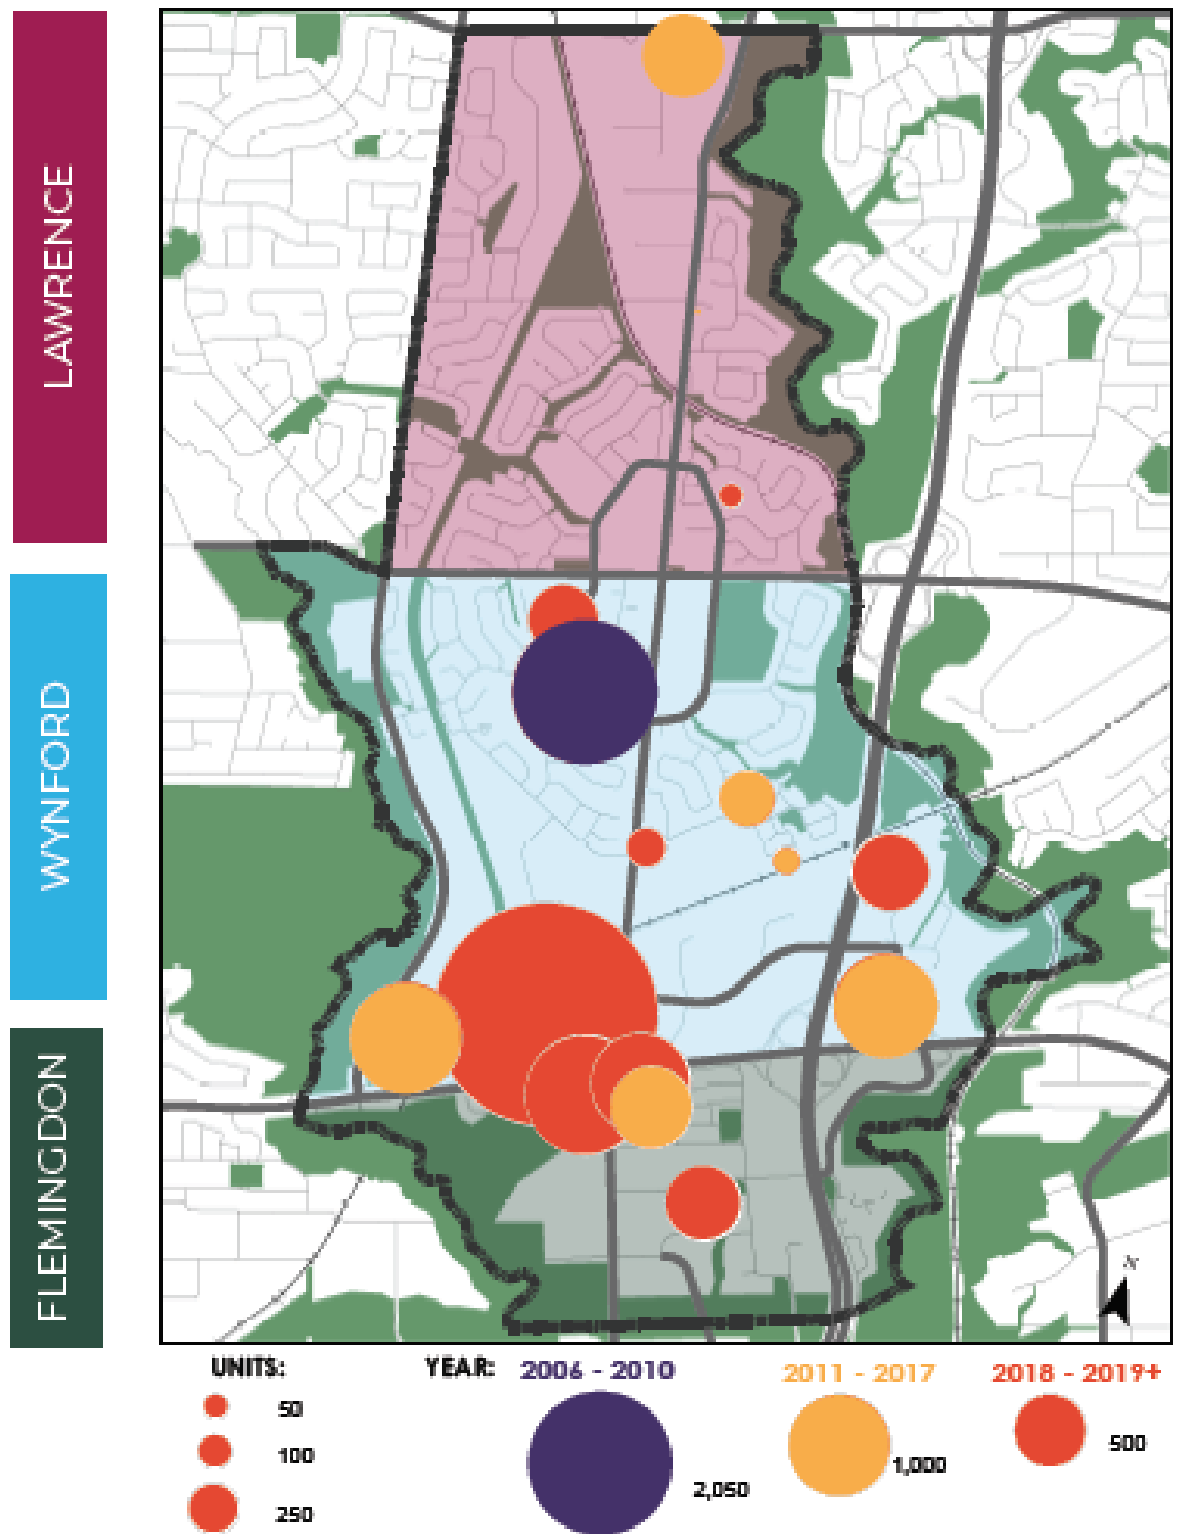 LAWRENCE
WYNFORD
FLEMINGDON
N
UNITS:
50
100
250
YEAR:
2006 - 2010
2,050
2011 - 2017
1,000
2018 - 2019+
500